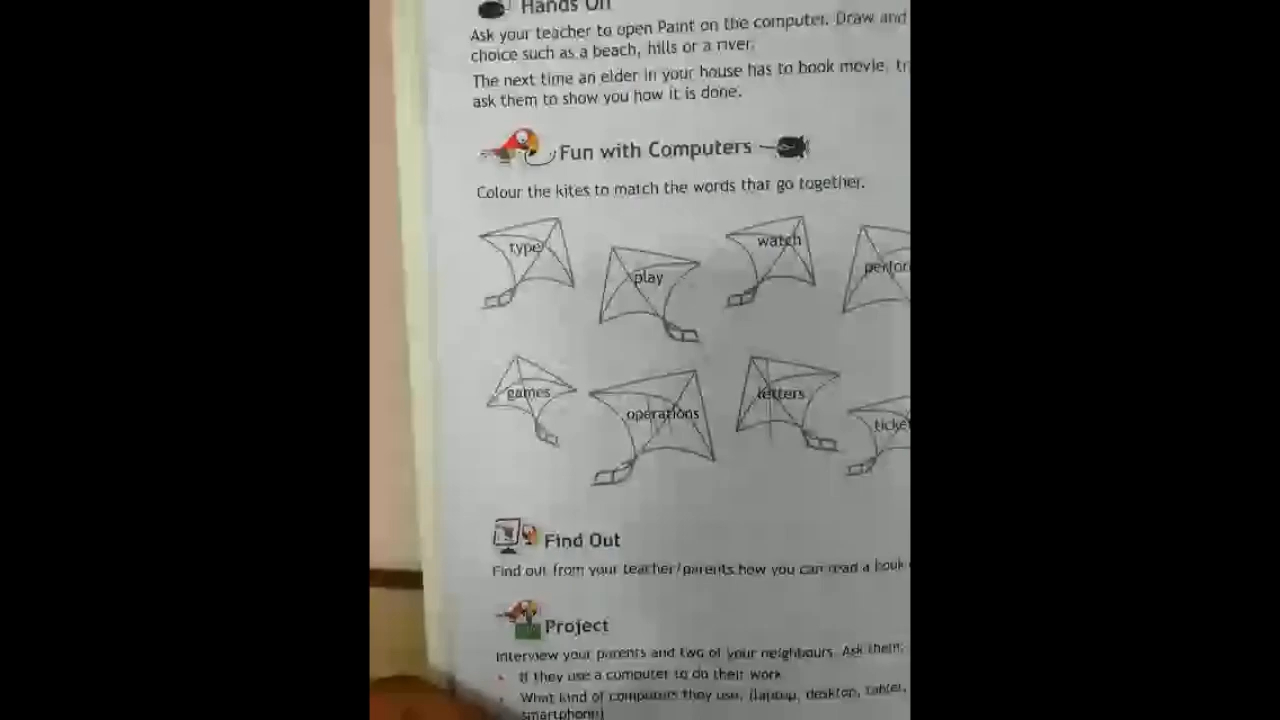 Hands On
Ask your teacher to open Paint on the computer. Draw and
choice such as a beach, hills or a river.
The next time an elder in your house has to book movie, tr
ask them to show you how it is done.
Fun with Computers
Colour the kites to match the words that go together.
type
play
watch
perfor
games
operations
letters
ticke
Find Out
Find out from your teacher/parents how you can read a book
Project
Interview your parents and two of your neighbours. Ask them:
• If they use a computer to do their work
• What kind of computers they use, (laptop, desktop, tablet,
smartphone)